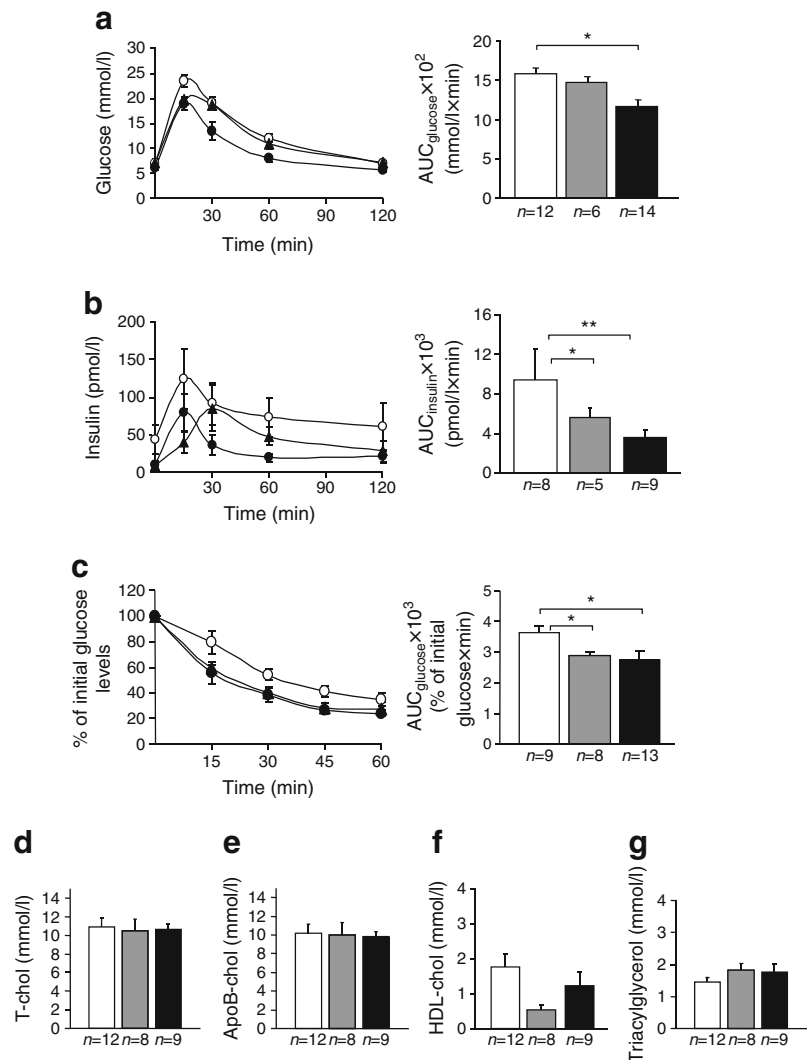 a
Glucose (mmol/l)
35
30
25
20
15
10
5
0
30 60 90 120
Time (min)
AUCglucose×10²
(mmol/l×min)
20
15
10
5
0
*
n=12 n=6 n=14
b
Insulin (pmol/l)
200
150
100
50
0
30 60 90 120
Time (min)
AUCinsulin×10³
(pmol/l×min)
16
12
8
4
0
**
*
n=8 n=5 n=9
c
% of initial glucose
levels
120
100
80
60
40
20
0
15 30 45 60
Time (min)
AUCglucose×10³
(% of initial
glucose×min)
5
4
3
2
1
0
*
*
n=9 n=8 n=13
d
T-chol (mmol/l)
14
12
10
8
6
4
2
0
n=12 n=8 n=9
e
ApoB-chol (mmol/l)
14
12
10
8
6
4
2
0
n=12 n=8 n=9
f
HDL-chol (mmol/l)
4
3
2
1
0
n=12 n=8 n=9
g
Triacylglycerol (mmol/l)
4
3
2
1
0
n=12 n=8 n=9